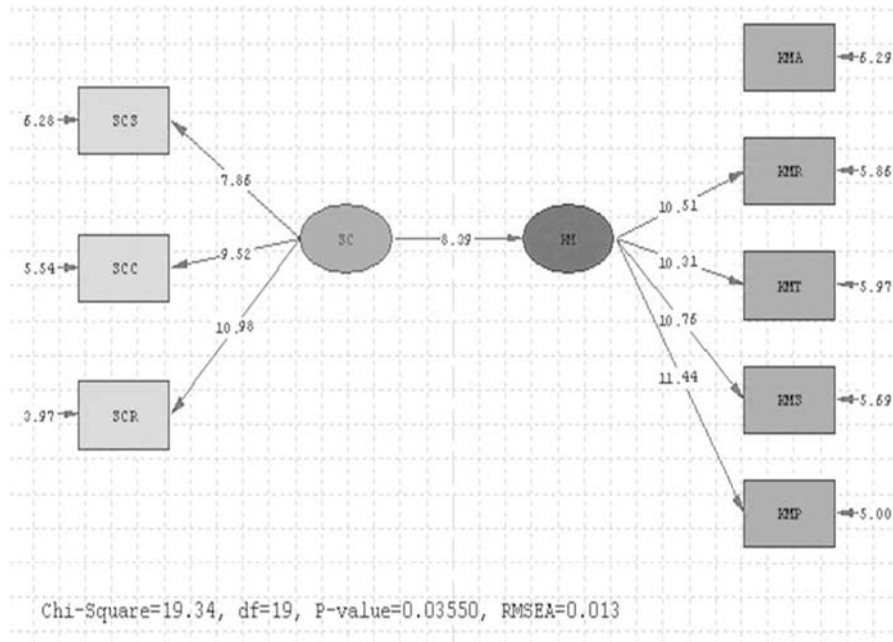 KMA
6.29
SCS
6.28
7.86
KMR
5.86
10.51
SC
8.39
KM
SCC
5.54
9.52
10.31
KMT
5.97
10.98
10.76
SCR
3.97
11.44
KMS
5.69
KMP
5.00
Chi-Square=19.34, df=19, P-value=0.03550, RMSEA=0.013